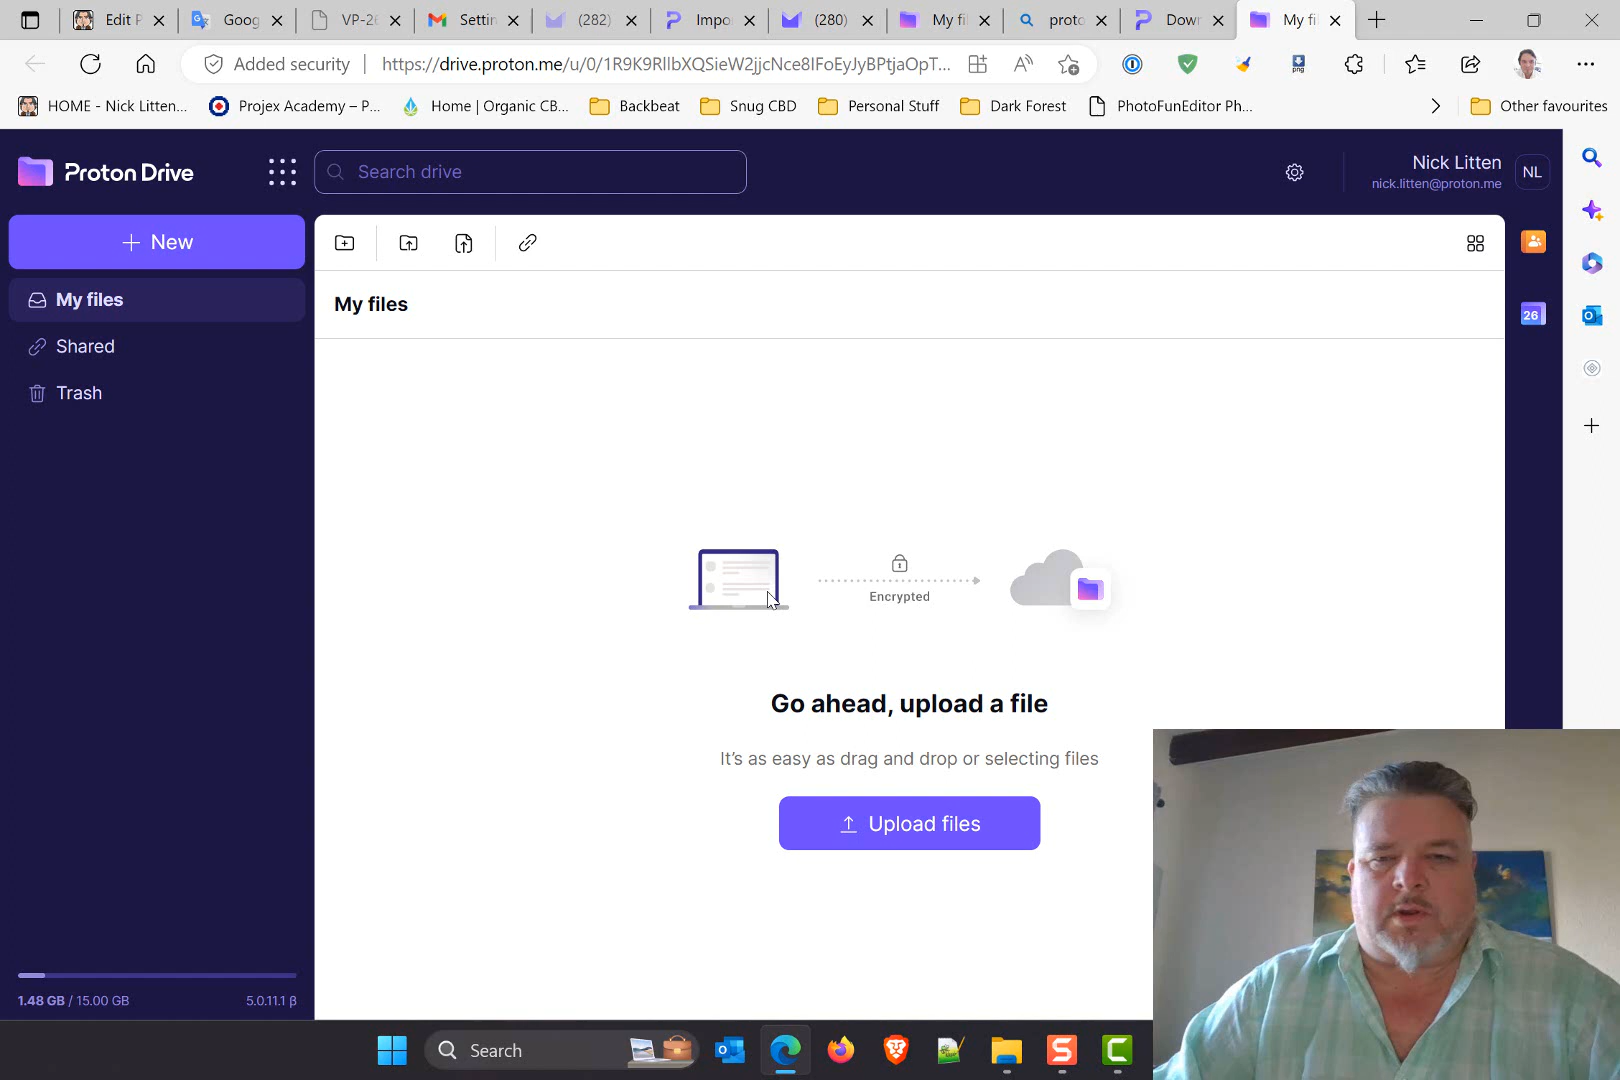 Edit P
Goog
VP-26
Settin
(282)
Impo
(280)
My fi
proto
Dow
My fi
Added security
https://drive.proton.me/u/0/1R9K9RIlbXQSieW2jjcNce8IFoEyJyBPtjaOpT...
HOME - Nick Litten...
Projex Academy – P...
Home | Organic CB...
Backbeat
Snug CBD
Personal Stuff
Dark Forest
PhotoFunEditor Ph...
Other favourites
Proton Drive
Search drive
Nick Litten
nick.litten@proton.me
NL
New
My files
Shared
Trash
My files
26
Encrypted
Go ahead, upload a file
It's as easy as drag and drop or selecting files
Upload files
1.48 GB / 15.00 GB
5.0.11.1 β
Search